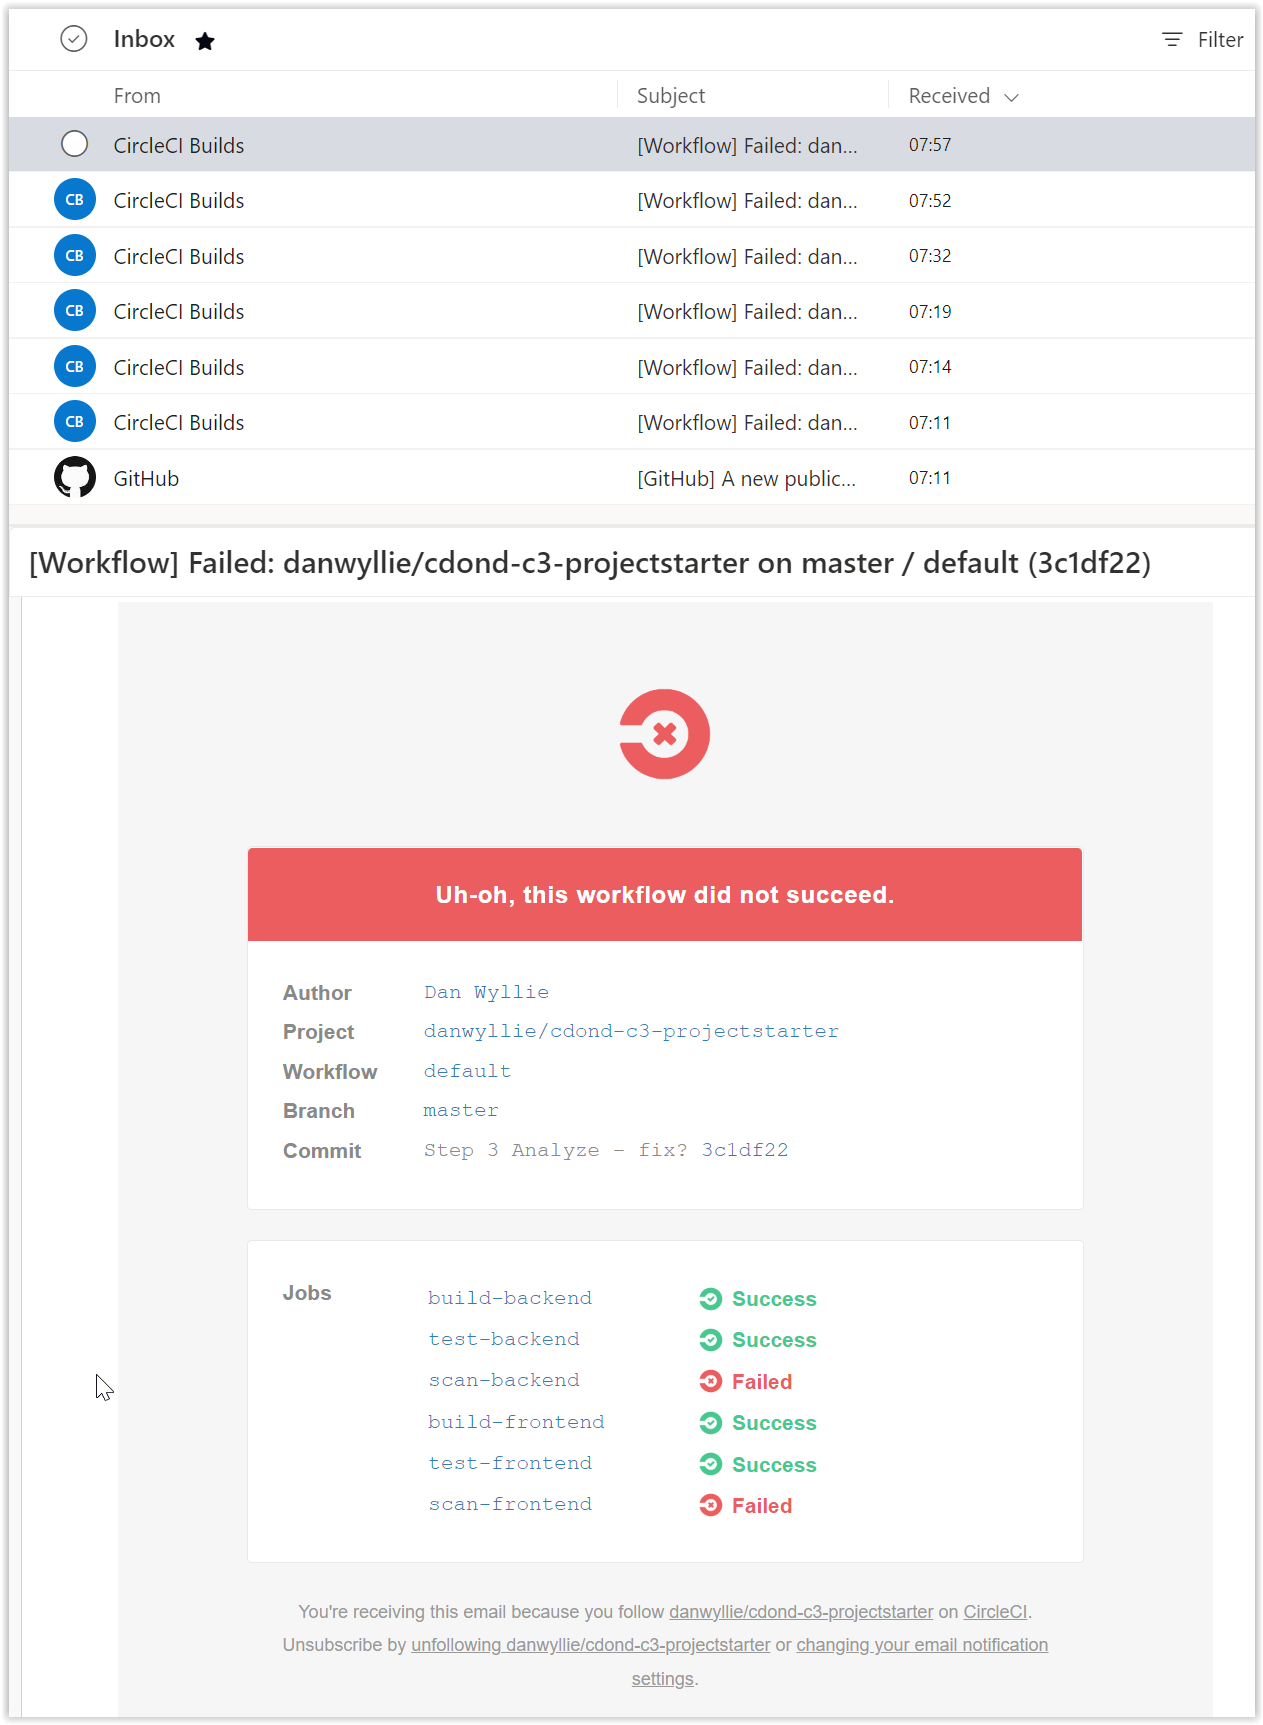 Inbox
Filter
From Subject Received
CircleCI Builds [Workflow] Failed: dan... 07:57
CB CircleCI Builds [Workflow] Failed: dan... 07:52
CB CircleCI Builds [Workflow] Failed: dan... 07:32
CB CircleCI Builds [Workflow] Failed: dan... 07:19
CB CircleCI Builds [Workflow] Failed: dan... 07:14
CB CircleCI Builds [Workflow] Failed: dan... 07:11
GitHub [GitHub] A new public... 07:11
[Workflow] Failed: danwyllie/cdond-c3-projectstarter on master / default (3c1df22)
Uh-oh, this workflow did not succeed.
Author Dan Wyllie
Project danwyllie/cdond-c3-projectstarter
Workflow default
Branch master
Commit Step 3 Analyze - fix? 3c1df22
Jobs build-backend Success
test-backend Success
scan-backend Failed
build-frontend Success
test-frontend Success
scan-frontend Failed
You're receiving this email because you follow danwyllie/cdond-c3-projectstarter on CircleCI.
Unsubscribe by unfollowing danwyllie/cdond-c3-projectstarter or changing your email notification
settings.